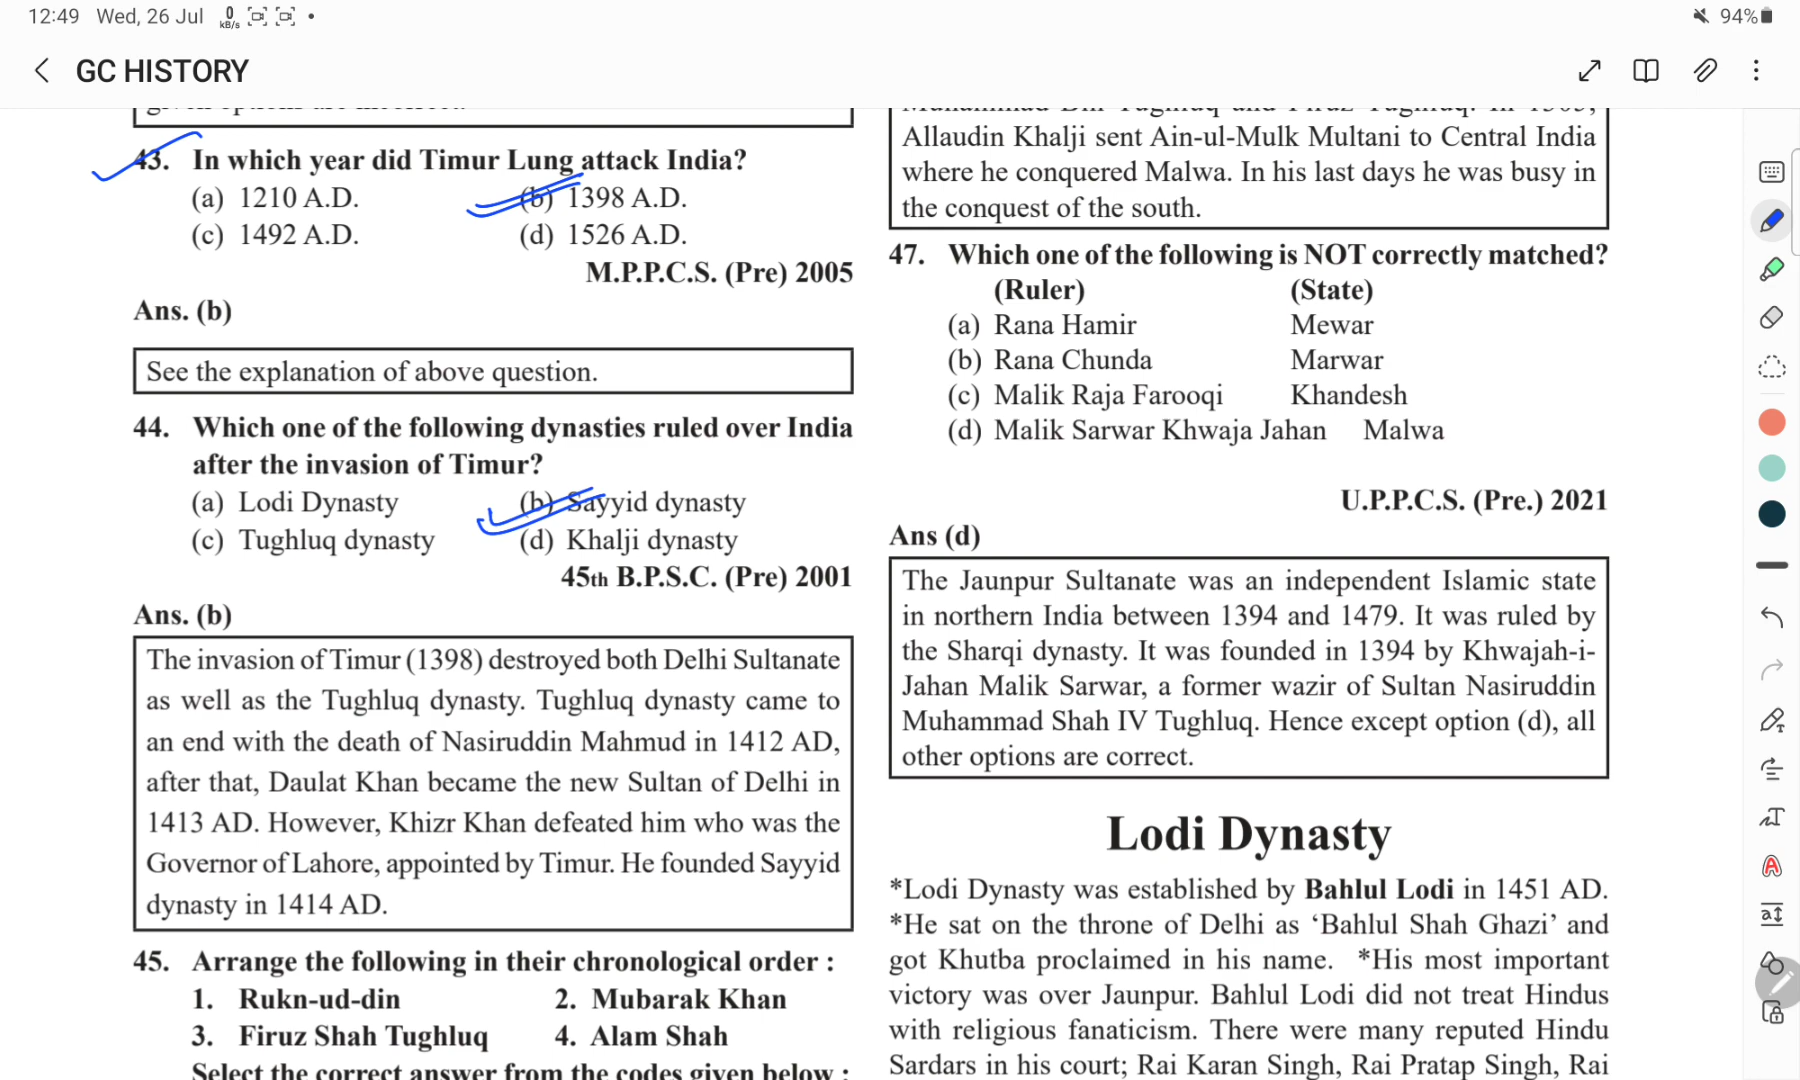 12:49 Wed, 26 Jul 0 kB/s 94%
GC HISTORY
43. In which year did Timur Lung attack India?
(a) 1210 A.D. (b) 1398 A.D.
(c) 1492 A.D. (d) 1526 A.D.
M.P.P.C.S. (Pre) 2005
Ans. (b)
See the explanation of above question.
44. Which one of the following dynasties ruled over India
after the invasion of Timur?
(a) Lodi Dynasty (b) Sayyid dynasty
(c) Tughluq dynasty (d) Khalji dynasty
45th B.P.S.C. (Pre) 2001
Ans. (b)
The invasion of Timur (1398) destroyed both Delhi Sultanate
as well as the Tughluq dynasty. Tughluq dynasty came to
an end with the death of Nasiruddin Mahmud in 1412 AD,
after that, Daulat Khan became the new Sultan of Delhi in
1413 AD. However, Khizr Khan defeated him who was the
Governor of Lahore, appointed by Timur. He founded Sayyid
dynasty in 1414 AD.
45. Arrange the following in their chronological order :
1. Rukn-ud-din 2. Mubarak Khan
3. Firuz Shah Tughluq 4. Alam Shah
Select the correct answer from the codes given below :
Allaudin Khalji sent Ain-ul-Mulk Multani to Central India
where he conquered Malwa. In his last days he was busy in
the conquest of the south.
47. Which one of the following is NOT correctly matched?
(Ruler) (State)
(a) Rana Hamir Mewar
(b) Rana Chunda Marwar
(c) Malik Raja Farooqi Khandesh
(d) Malik Sarwar Khwaja Jahan Malwa
U.P.P.C.S. (Pre.) 2021
Ans (d)
The Jaunpur Sultanate was an independent Islamic state
in northern India between 1394 and 1479. It was ruled by
the Sharqi dynasty. It was founded in 1394 by Khwajah-i-
Jahan Malik Sarwar, a former wazir of Sultan Nasiruddin
Muhammad Shah IV Tughluq. Hence except option (d), all
other options are correct.
Lodi Dynasty
*Lodi Dynasty was established by Bahlul Lodi in 1451 AD.
*He sat on the throne of Delhi as ‘Bahlul Shah Ghazi’ and
got Khutba proclaimed in his name. *His most important
victory was over Jaunpur. Bahlul Lodi did not treat Hindus
with religious fanaticism. There were many reputed Hindu
Sardars in his court; Rai Karan Singh, Rai Pratap Singh, Rai